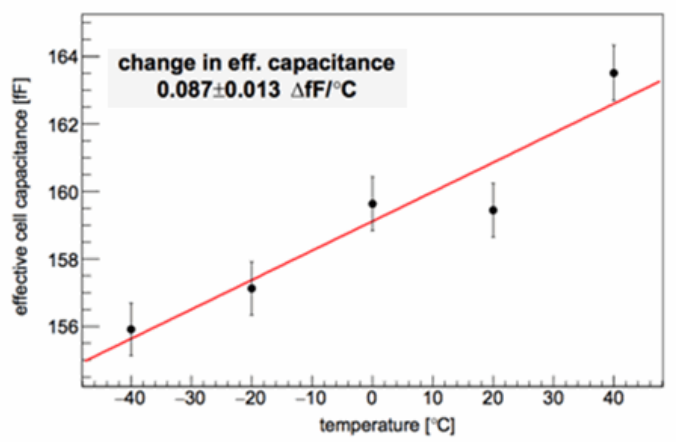 change in eff. capacitance
0.087±0.013 ΔfF/°C
effective cell capacitance [fF]
164
162
160
158
156
−40 −30 −20 −10 0 10 20 30 40
temperature [°C]